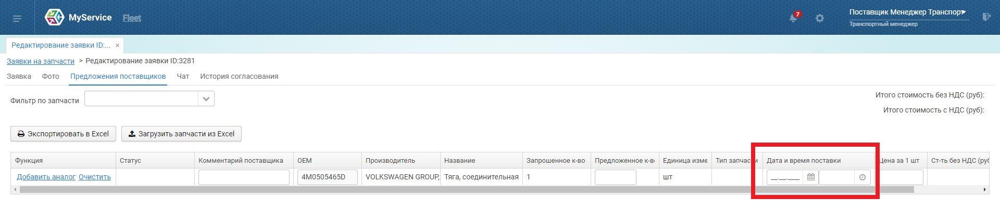 MyService Fleet 7 Поставщик Менеджер Транспорт
Транспортный менеджер
Редактирование заявки ID:... ×
Заявки на запчасти > Редактирование заявки ID:3281
Заявка Фото Предложения поставщиков Чат История согласования
Фильтр по запчасти
Итого стоимость без НДС (руб):
Итого стоимость с НДС (руб):
Экспортировать в Excel Загрузить запчасти из Excel
Функция Статус Комментарий поставщика OEM Производитель Название Запрошенное к-во Предложенное к-во Единица изме Тип запчасти Дата и время поставки Цена за 1 шт Ст-ть без НДС (руб
Добавить аналог Очистить 4M0505465D VOLKSWAGEN GROUP, Тяга, соединительная 1 шт __.__.____